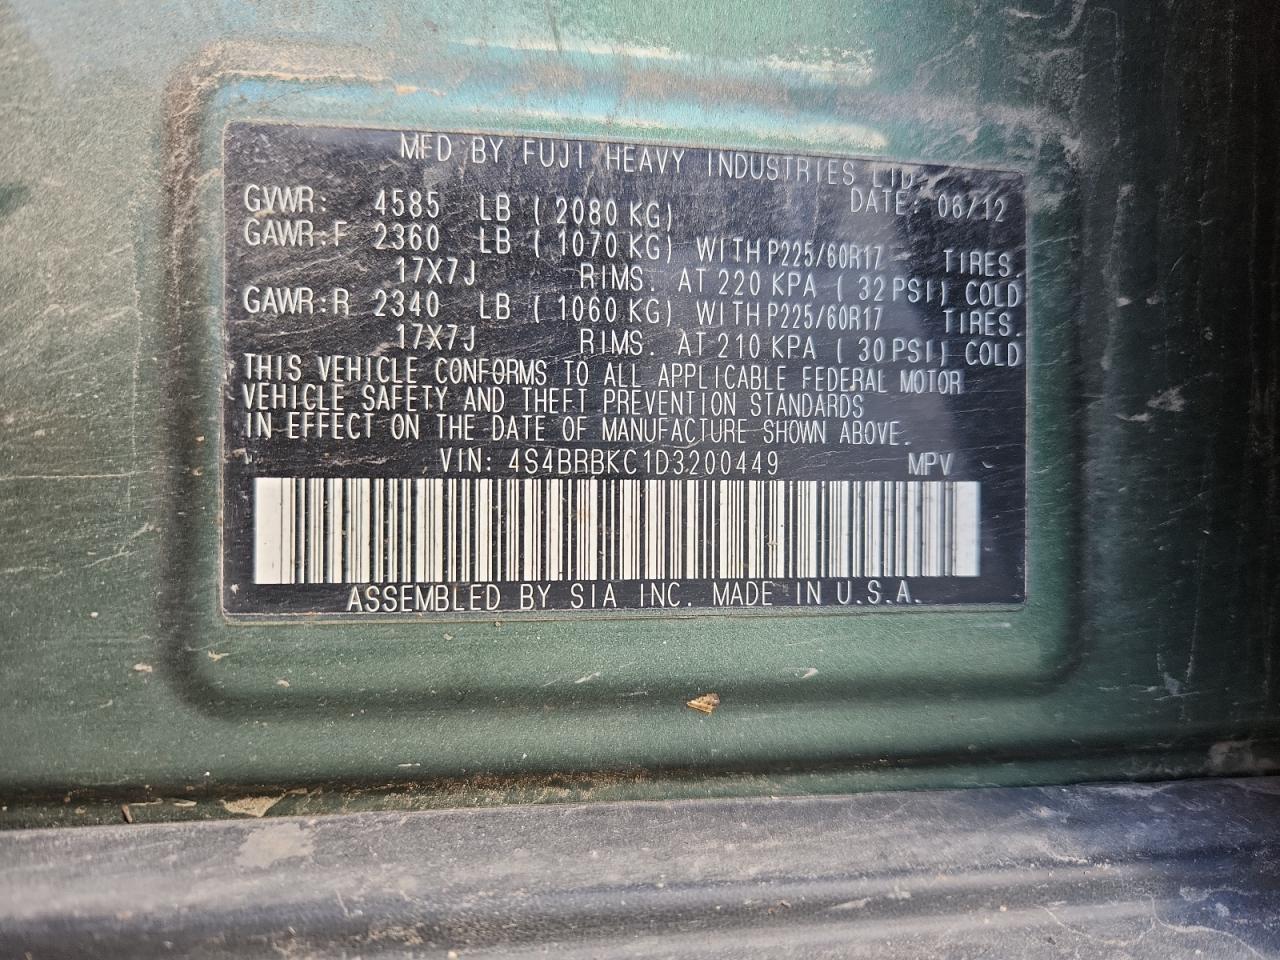 MFD BY FUJI HEAVY INDUSTRIES LTD.
DATE: 06/12
GVWR: 4585 LB ( 2080 KG)
GAWR:F 2360 LB ( 1070 KG) WITH P225/60R17 TIRES.
17X7J RIMS. AT 220 KPA ( 32 PSI) COLD
GAWR:R 2340 LB ( 1060 KG) WITH P225/60R17 TIRES.
17X7J RIMS. AT 210 KPA ( 30 PSI) COLD
THIS VEHICLE CONFORMS TO ALL APPLICABLE FEDERAL MOTOR
VEHICLE SAFETY AND THEFT PREVENTION STANDARDS
IN EFFECT ON THE DATE OF MANUFACTURE SHOWN ABOVE.
VIN: 4S4BRBKC1D3200449 MPV
ASSEMBLED BY SIA INC. MADE IN U.S.A.